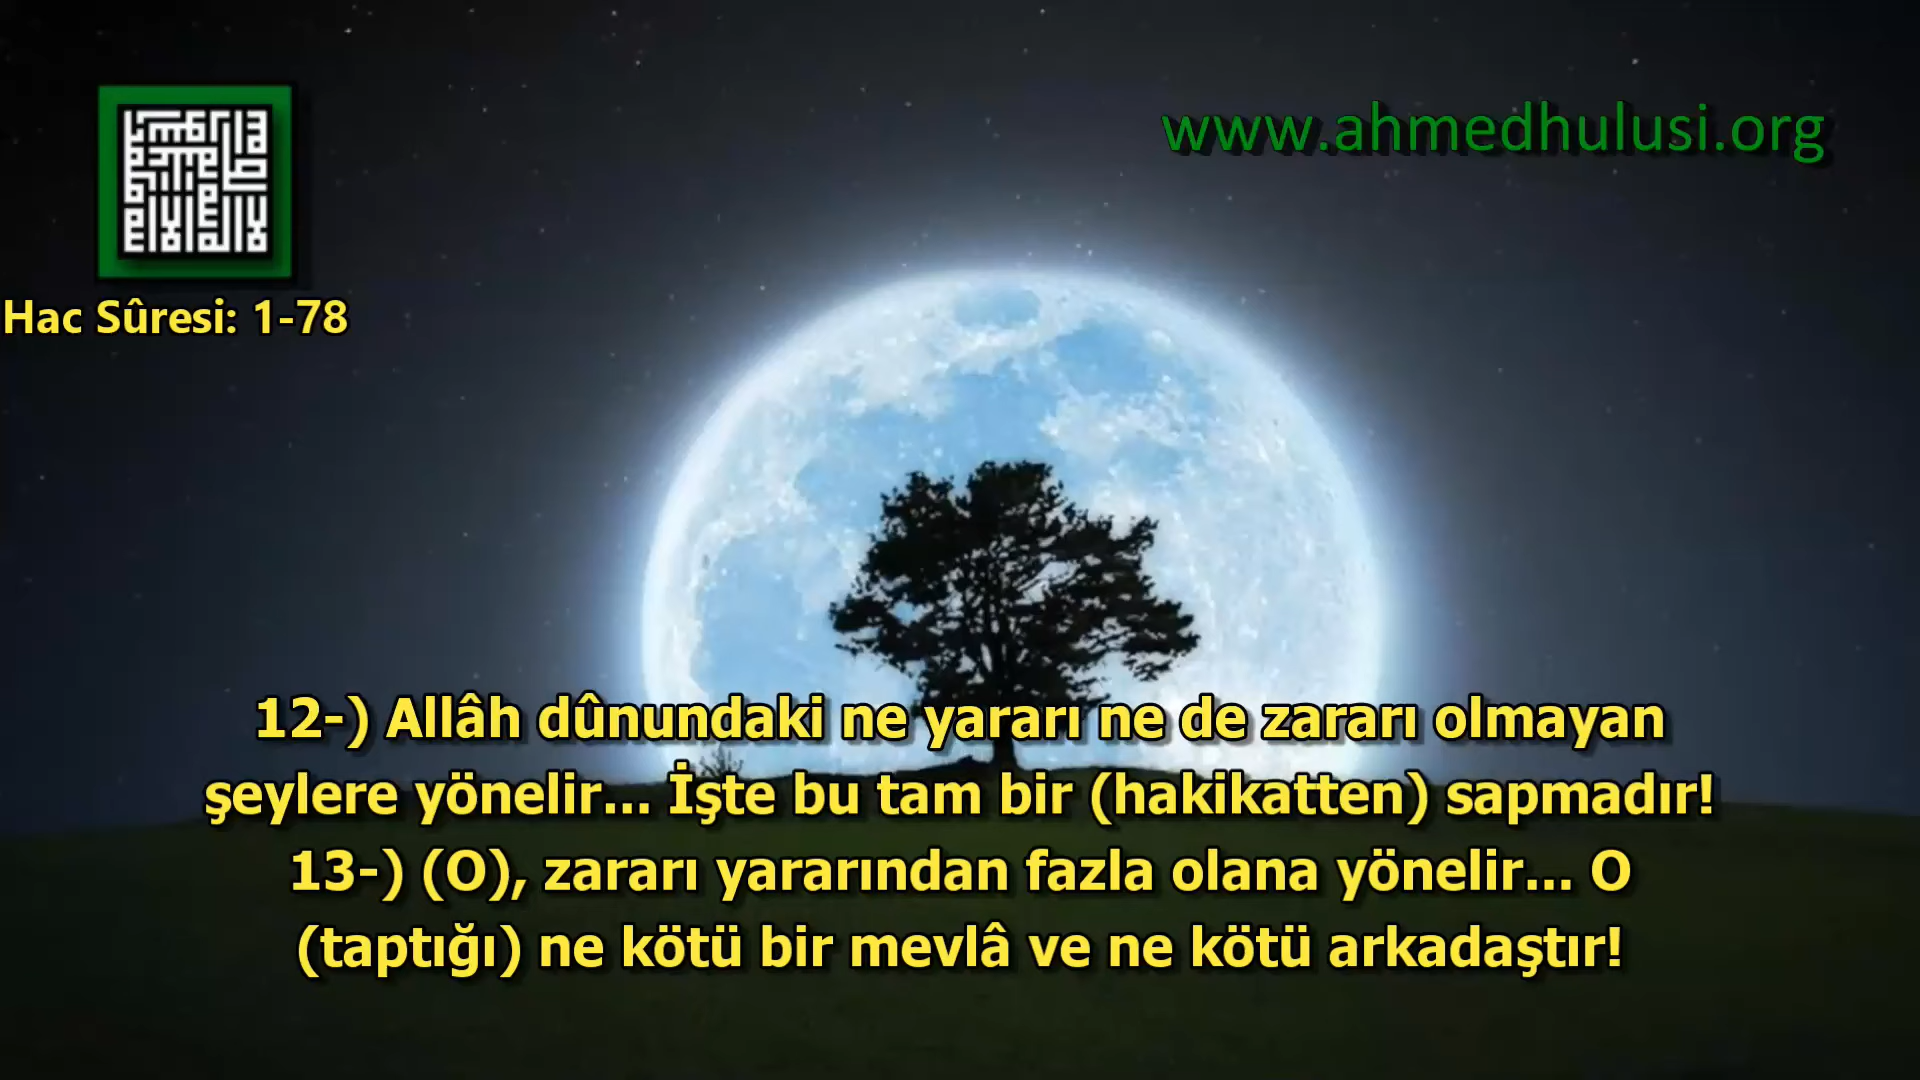 www.ahmedhulusi.org
Hac Sûresi: 1-78
12-) Allâh dûnundaki ne yararı ne de zararı olmayan
şeylere yönelir... İşte bu tam bir (hakikatten) sapmadır!
13-) (O), zararı yararından fazla olana yönelir... O
(taptığı) ne kötü bir mevlâ ve ne kötü arkadaştır!